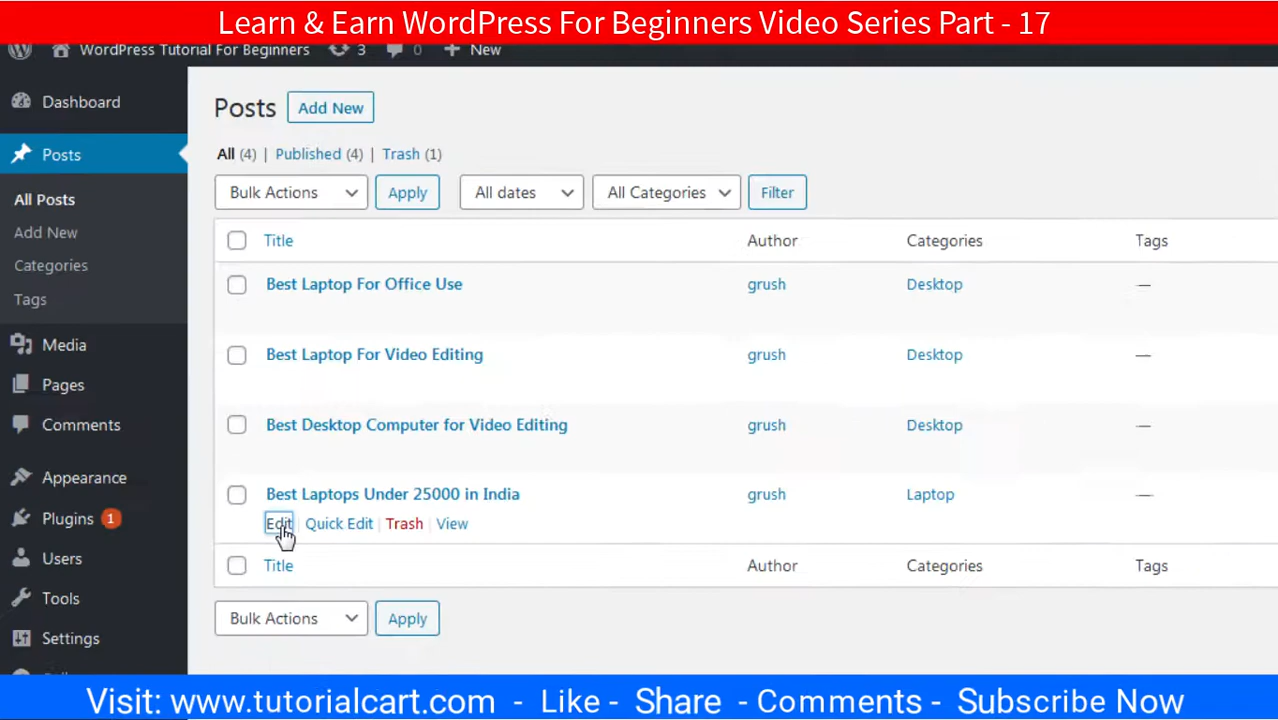 Learn & Earn WordPress For Beginners Video Series Part - 17
WordPress Tutorial For Beginners 3 0 + New
Dashboard
Posts
All Posts
Add New
Categories
Tags
Media
Pages
Comments
Appearance
Plugins 1
Users
Tools
Settings
Posts Add New
All (4) | Published (4) | Trash (1)
Bulk Actions Apply All dates All Categories Filter
Title Author Categories Tags
Best Laptop For Office Use grush Desktop —
Best Laptop For Video Editing grush Desktop —
Best Desktop Computer for Video Editing grush Desktop —
Best Laptops Under 25000 in India grush Laptop —
Edit | Quick Edit | Trash | View
Title Author Categories Tags
Bulk Actions Apply
Visit: www.tutorialcart.com - Like - Share - Comments - Subscribe Now